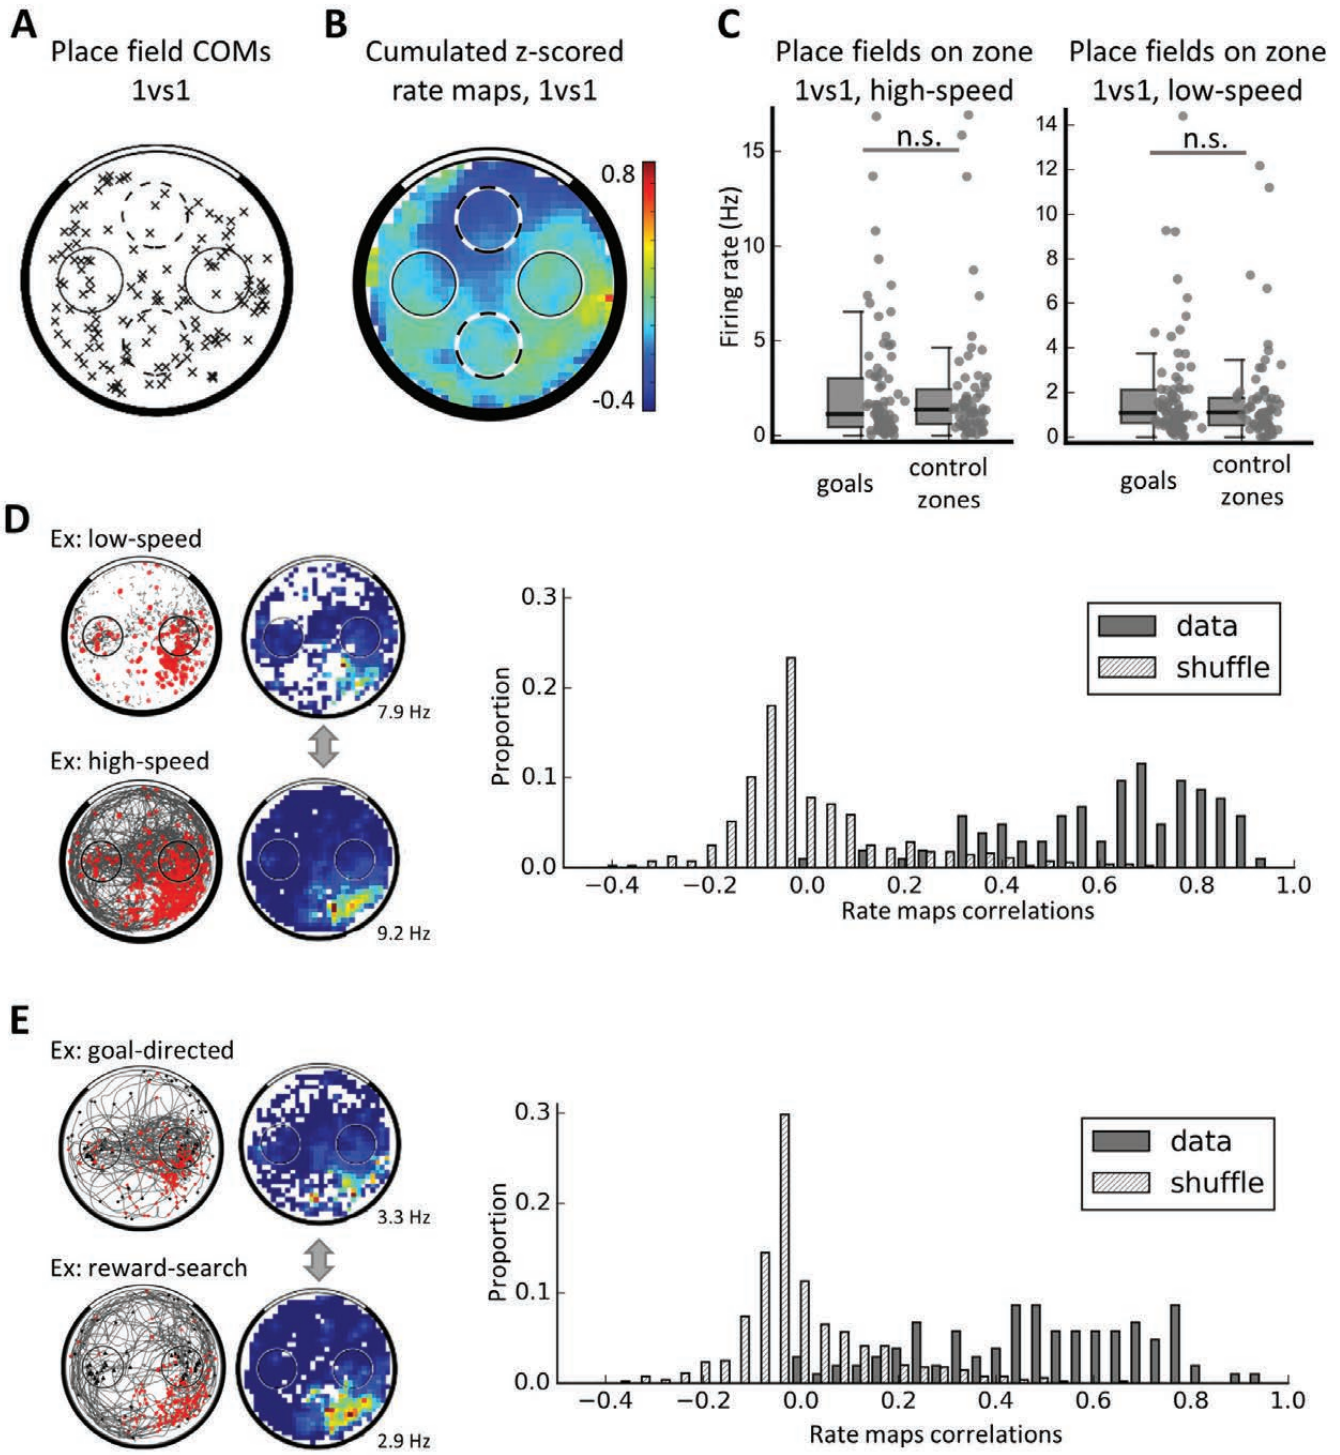 A
Place field COMs
1vs1
B
Cumulated z-scored
rate maps, 1vs1
0.8
-0.4
C
Place fields on zone
1vs1, high-speed
n.s.
Firing rate (Hz)
15
10
5
0
goals
control
zones
Place fields on zone
1vs1, low-speed
n.s.
14
12
10
8
6
4
2
0
goals
control
zones
D
Ex: low-speed
7.9 Hz
Ex: high-speed
9.2 Hz
Proportion
0.3
0.2
0.1
0.0
data
shuffle
−0.4 −0.2 0.0 0.2 0.4 0.6 0.8 1.0
Rate maps correlations
E
Ex: goal-directed
3.3 Hz
Ex: reward-search
2.9 Hz
Proportion
0.3
0.2
0.1
0.0
data
shuffle
−0.4 −0.2 0.0 0.2 0.4 0.6 0.8 1.0
Rate maps correlations